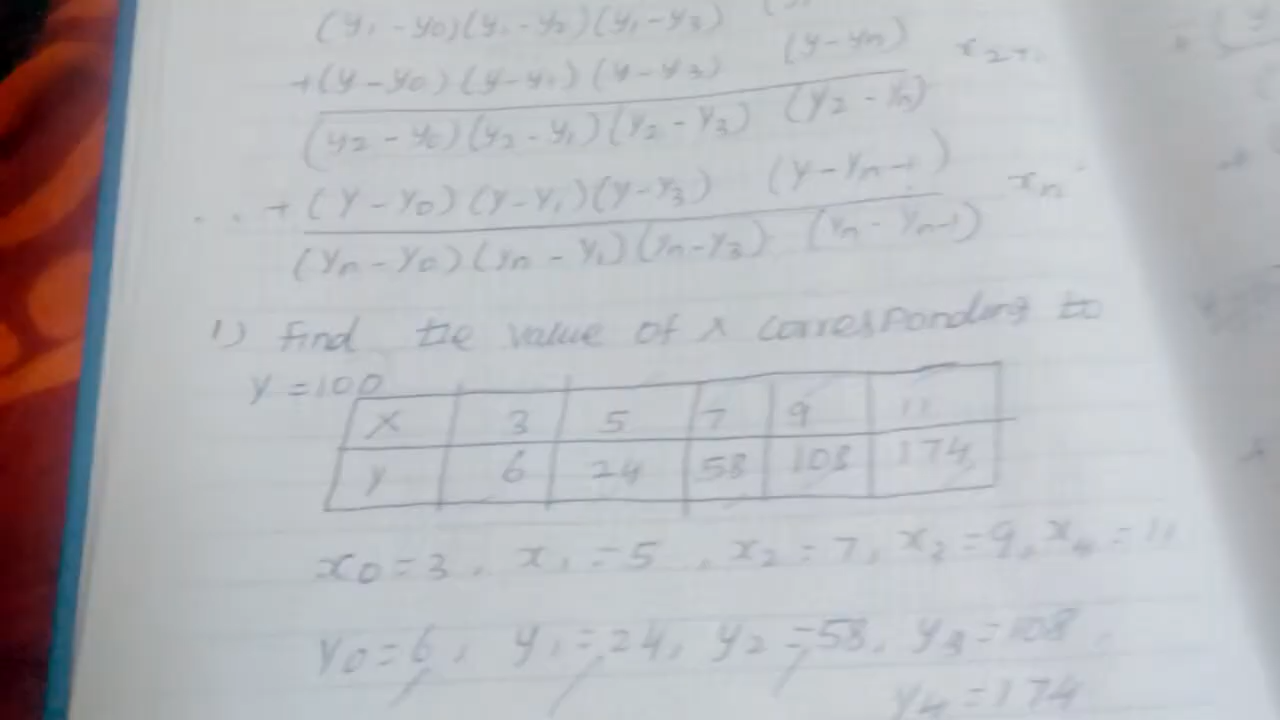 (y₁ - y0)(y₁ - y₂)(y₁ - y₃)
+(y - y0)(y - y₁)(y - y₃) (y - yn) x₂+
(y₂ - y0)(y₂ - y₁)(y₂ - y₃) (y₂ - yn)
. . + (y - y0)(y - y₁)(y - y₃) (y - yn-1) xn
(yn - y0)(yn - y₁)(yn - y₃) (yn - yn-1)
1) Find the value of x corresponding to
y = 100
x 3 5 7 9 11
y 6 24 58 108 174
x0 = 3, x₁ = 5, x₂ = 7, x₂ = 9, x₄ = 11
y0 = 6, y₁ = 24, y₂ = 58, y₃ = 108,
y₄ = 174